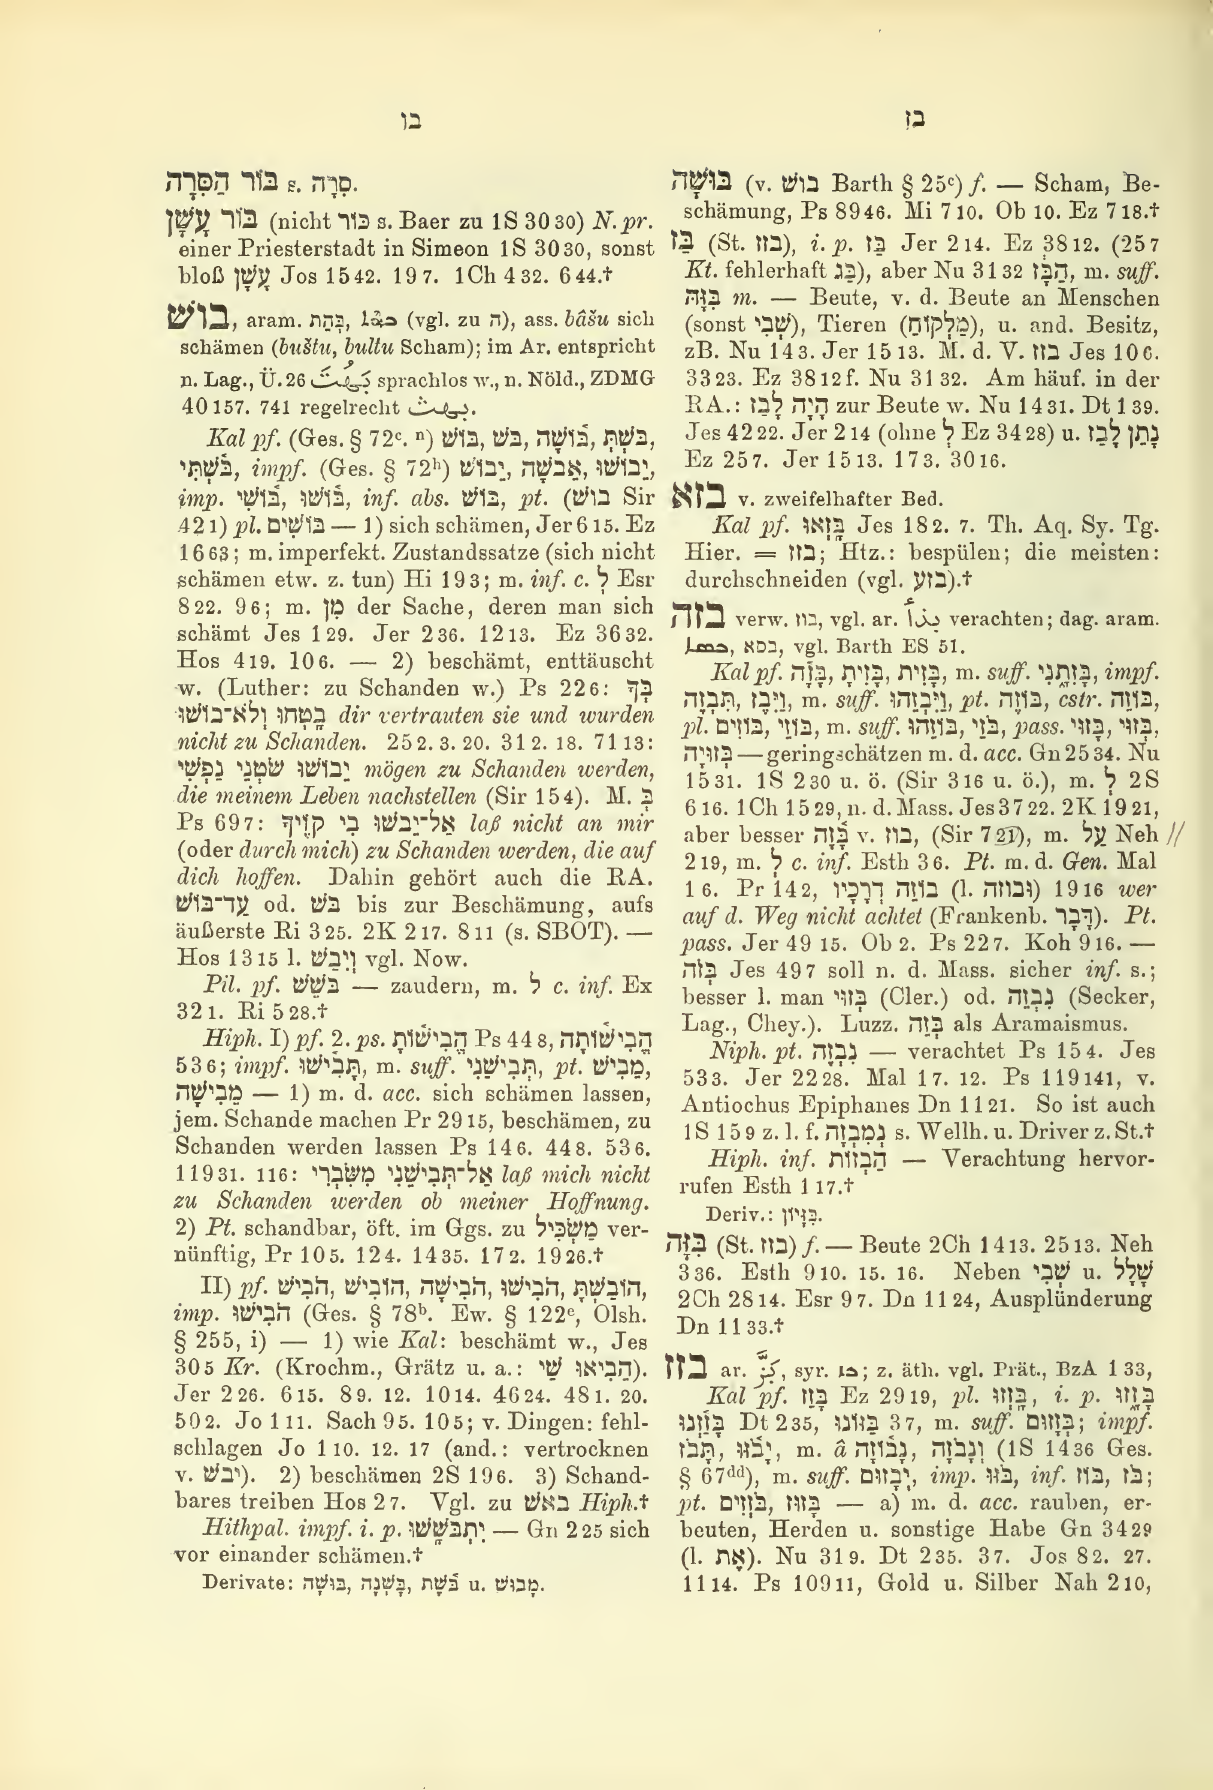 בו
בז
בּוֹר הַסִּרָה s. סִרָה.
בּוֹר עָשָׁן (nicht כּוֹר s. Baer zu 1S 30 30) N. pr.
einer Priesterstadt in Simeon 1S 30 30, sonst
bloß עָשָׁן Jos 15 42. 19 7. 1Ch 4 32. 6 44.†
בושׁ, aram. בְּהֵת, (vgl. zu ה), ass. bâšu sich
schämen (buštu, bultu Scham); im Ar. entspricht
n. Lag., Ü. 26 بَهُتَ sprachlos w., n. Nöld., ZDMG
40 157. 741 regelrecht
Kal pf. (Ges. § 72c. n) בּוֹשׁ, בֹּשׁ, בּ֫וֹשָׁה, בֹּשְׁתְּ,
בֹּ֫שְׁתִּי, impf. (Ges. § 72h) יֵבוֹשׁ, אֵבֹשָׁה, יֵב֫וֹשׁוּ,
imp. בּ֫וֹשִׁי, בּ֫וֹשׁוּ, inf. abs. בּוֹשׁ, pt. (בוש Sir
42 1) pl. בּוֹשִׁים — 1) sich schämen, Jer 6 15. Ez
16 63; m. imperfekt. Zustandssatze (sich nicht
schämen etw. z. tun) Hi 19 3; m. inf. c. לְ Esr
8 22. 9 6; m. מִן der Sache, deren man sich
schämt Jes 1 29. Jer 2 36. 12 13. Ez 36 32.
Hos 4 19. 10 6. — 2) beschämt, enttäuscht
w. (Luther: zu Schanden w.) Ps 22 6: בְּךָ
בָטְחוּ וְלֹא־בוֹשׁוּ dir vertrauten sie und wurden
nicht zu Schanden. 25 2. 3. 20. 31 2. 18. 71 13:
יֵבוֹשׁוּ שֹׂטְנֵי נַפְשִׁי mögen zu Schanden werden,
die meinem Leben nachstellen (Sir 15 4). M. בְּ
Ps 69 7: אַל־יֵבֹשׁוּ בִי קוֶֹיךָ laß nicht an mir
(oder durch mich) zu Schanden werden, die auf
dich hoffen. Dahin gehört auch die RA.
עַד־בּוֹשׁ od. בֹּשׁ bis zur Beschämung, aufs
äußerste Ri 3 25. 2K 2 17. 8 11 (s. SBOT). —
Hos 13 15 l. וְיִבַשׁ vgl. Now.
Pil. pf. בֹּשֵׁשׁ — zaudern, m. לְ c. inf. Ex
32 1. Ri 5 28.†
Hiph. I) pf. 2. ps. הֱבִישׁ֫וֹתָ, Ps 44 8, הֱבִישׁ֫וֹתָה
53 6; impf. תָּבִ֫ישׁוּ, m. suff. תְּבִישֵׁ֫נִי, pt. מֵבִישׁ,
מְבִישָׁה — 1) m. d. acc. sich schämen lassen,
jem. Schande machen Pr 29 15, beschämen, zu
Schanden werden lassen Ps 14 6. 44 8. 53 6.
119 31. 116: אַל־תְּבִישֵׁנִי מִשִּׂבְרִי laß mich nicht
zu Schanden werden ob meiner Hoffnung.
2) Pt. schandbar, öft. im Ggs. zu מַשְׂכִּיל ver-
nünftig, Pr 10 5. 12 4. 14 35. 17 2. 19 26.†
II) pf. הֹבִישׁ, הוֹבִישׁ, הֹבִ֫ישָׁה, הֹבִ֫ישׁוּ, הוֹבַ֫שְׁתָּ,
imp. הֹבִ֫ישׁוּ (Ges. § 78b. Ew. § 122e, Olsh.
§ 255, i) — 1) wie Kal: beschämt w., Jes
30 5 Kr. (Krochm., Grätz u. a.: הֵבִיאוּ שַׁי).
Jer 2 26. 6 15. 8 9. 12. 10 14. 46 24. 48 1. 20.
50 2. Jo 1 11. Sach 9 5. 10 5; v. Dingen: fehl-
schlagen Jo 1 10. 12. 17 (and.: vertrocknen
v. יבשׁ). 2) beschämen 2S 19 6. 3) Schand-
bares treiben Hos 2 7. Vgl. zu באשׁ Hiph.†
Hithpal. impf. i. p. יִתְבֹּשָׁ֫שׁוּ — Gn 2 25 sich
vor einander schämen.†
Derivate: בּוּשָׁה, בָּשְׁנָה, בֹּ֫שֶׁת u. מָבוּשׁ.
בּוּשָׁה (v. בושׁ Barth § 25c) f. — Scham, Be-
schämung, Ps 89 46. Mi 7 10. Ob 10. Ez 7 18.†
בַּז (St. בזז), i. p. בַּז Jer 2 14. Ez 38 12. (25 7
Kt. fehlerhaft בַּג), aber Nu 31 32 הַבָּז, m. suff.
בִּזָּהּ m. — Beute, v. d. Beute an Menschen
(sonst שְׁבִי), Tieren (מַלְקוֹחַ), u. and. Besitz,
zB. Nu 14 3. Jer 15 13. M. d. V. בזז Jes 10 6.
33 23. Ez 38 12 f. Nu 31 32. Am häuf. in der
RA.: הָיָה לָבַז zur Beute w. Nu 14 31. Dt 1 39.
Jes 42 22. Jer 2 14 (ohne לְ Ez 34 28) u. נָתַן לָבַז
Ez 25 7. Jer 15 13. 17 3. 30 16.
בזא v. zweifelhafter Bed.
Kal pf. בָּֽזְאוּ Jes 18 2. 7. Th. Aq. Sy. Tg.
Hier. = בזז; Htz.: bespülen; die meisten:
durchschneiden (vgl. בזע).†
בזה verw. בוז, vgl. ar. بذأ verachten; dag. aram.
בסא, vgl. Barth ES 51.
Kal pf. בָּזָה, בָּזִ֫יתָ, בָּזִית, m. suff. בְּזִתָ֫נִי, impf.
תִּבְזֶה, וַיִּ֫בֶז, m. suff. וַיִּבְזֵ֫הוּ, pt. בּוֹזֶה, cstr. בּוֹזֵה,
pl. בּוֹזִים, בּוֹזַי, m. suff. בּוֹזֵ֫הוּ, בֹּזַי, pass. בָּזוּי, בְּזוּי,
בְּזוּיָה — geringschätzen m. d. acc. Gn 25 34. Nu
15 31. 1S 2 30 u. ö. (Sir 31 6 u. ö.), m. לְ 2S
6 16. 1Ch 15 29, n. d. Mass. Jes 37 22. 2K 19 21,
aber besser בָּ֫זָה v. בוז, (Sir 7 21), m. עַל Neh
2 19, m. לְ c. inf. Esth 3 6. Pt. m. d. Gen. Mal
1 6. Pr 14 2, בּוֹזֵה דְרָכָיו (l. ובוזה) 19 16 wer
auf d. Weg nicht achtet (Frankenb. דָּבָר). Pt.
pass. Jer 49 15. Ob 2. Ps 22 7. Koh 9 16. —
בְּזֹה Jes 49 7 soll n. d. Mass. sicher inf. s.;
besser l. man בְּזוּי (Cler.) od. נִבְזֵה (Secker,
Lag., Chey.). Luzz. בְּזֵה als Aramaismus.
Niph. pt. נִבְזֶה — verachtet Ps 15 4. Jes
53 3. Jer 22 28. Mal 1 7. 12. Ps 119 141, v.
Antiochus Epiphanes Dn 11 21. So ist auch
1S 15 9 z. l. f. נְמִבְזָה s. Wellh. u. Driver z. St.†
Hiph. inf. הַבְזוֹת — Verachtung hervor-
rufen Esth 1 17.†
Deriv.: בִּזָּיוֹן.
בִּזָּה (St. בזז) f. — Beute 2Ch 14 13. 25 13. Neh
3 36. Esth 9 10. 15. 16. Neben שְׁבִי u. שָׁלָל
2Ch 28 14. Esr 9 7. Dn 11 24, Ausplünderung
Dn 11 33.†
בזז ar. بَزَّ, syr. ; z. äth. vgl. Prät., BzA 1 33,
Kal pf. בָּזַז Ez 29 19, pl. בָּֽזְזוּ, i. p. בָּזָ֫זוּ
בָּזַ֫זְנוּ Dt 2 35, בַּזּ֫וֹנוּ 3 7, m. suff. בְּזָזוּם; impf.
תָּבֹז, יָבֹ֫זּוּ, m. â נָבֹ֫זָּה, וְנָבֹזָה (1S 14 36 Ges.
§ 67dd), m. suff. יְבָזּוּם, imp. בֹּ֫זּוּ, inf. בּוֹז, בֹּז;
pt. בּוֹזֵז, בֹּזְזִים — a) m. d. acc. rauben, er-
beuten, Herden u. sonstige Habe Gn 34 29
(l. אֵת). Nu 31 9. Dt 2 35. 3 7. Jos 8 2. 27.
11 14. Ps 109 11, Gold u. Silber Nah 2 10,